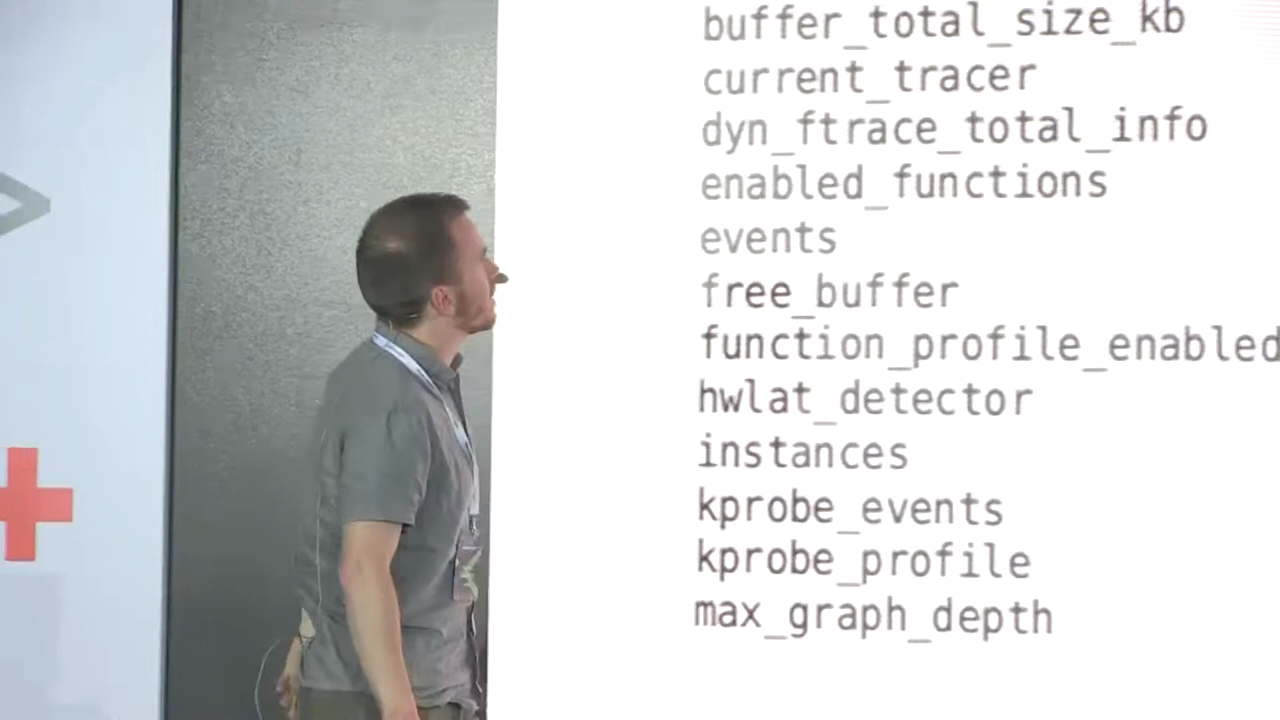 buffer_total_size_kb
current_tracer
dyn_ftrace_total_info
enabled_functions
events
free_buffer
function_profile_enabled
hwlat_detector
instances
kprobe_events
kprobe_profile
max_graph_depth